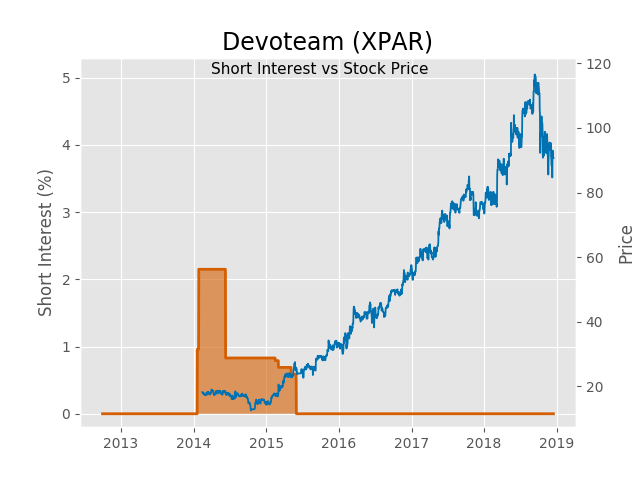 Devoteam (XPAR)
Short Interest vs Stock Price
Short Interest (%)
5
4
3
2
1
0
120
100
80
60
40
20
Price
2013 2014 2015 2016 2017 2018 2019